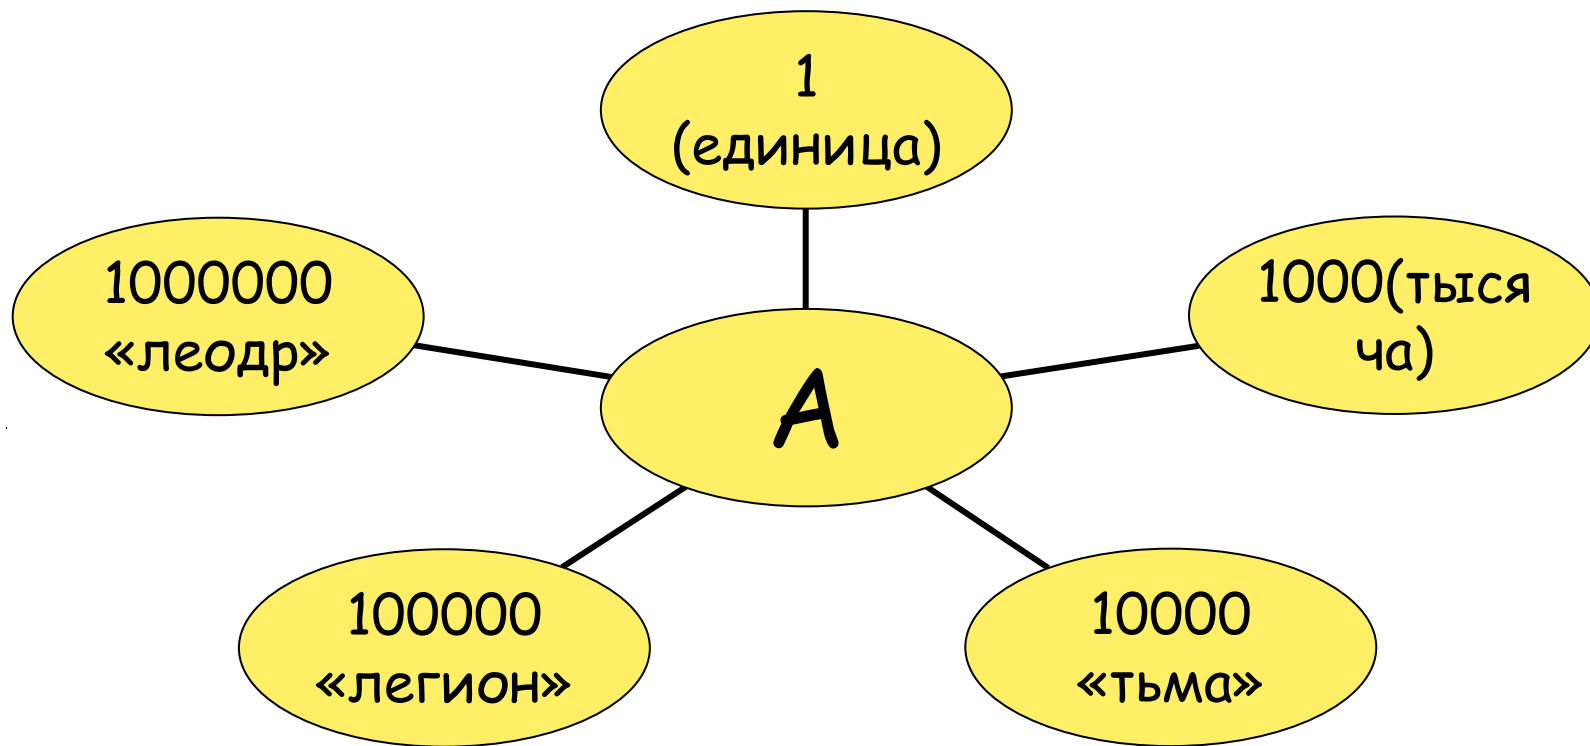 1
(единица)
1000000
«леодр»
1000(тыся
ча)
А
100000
«легион»
10000
«тьма»